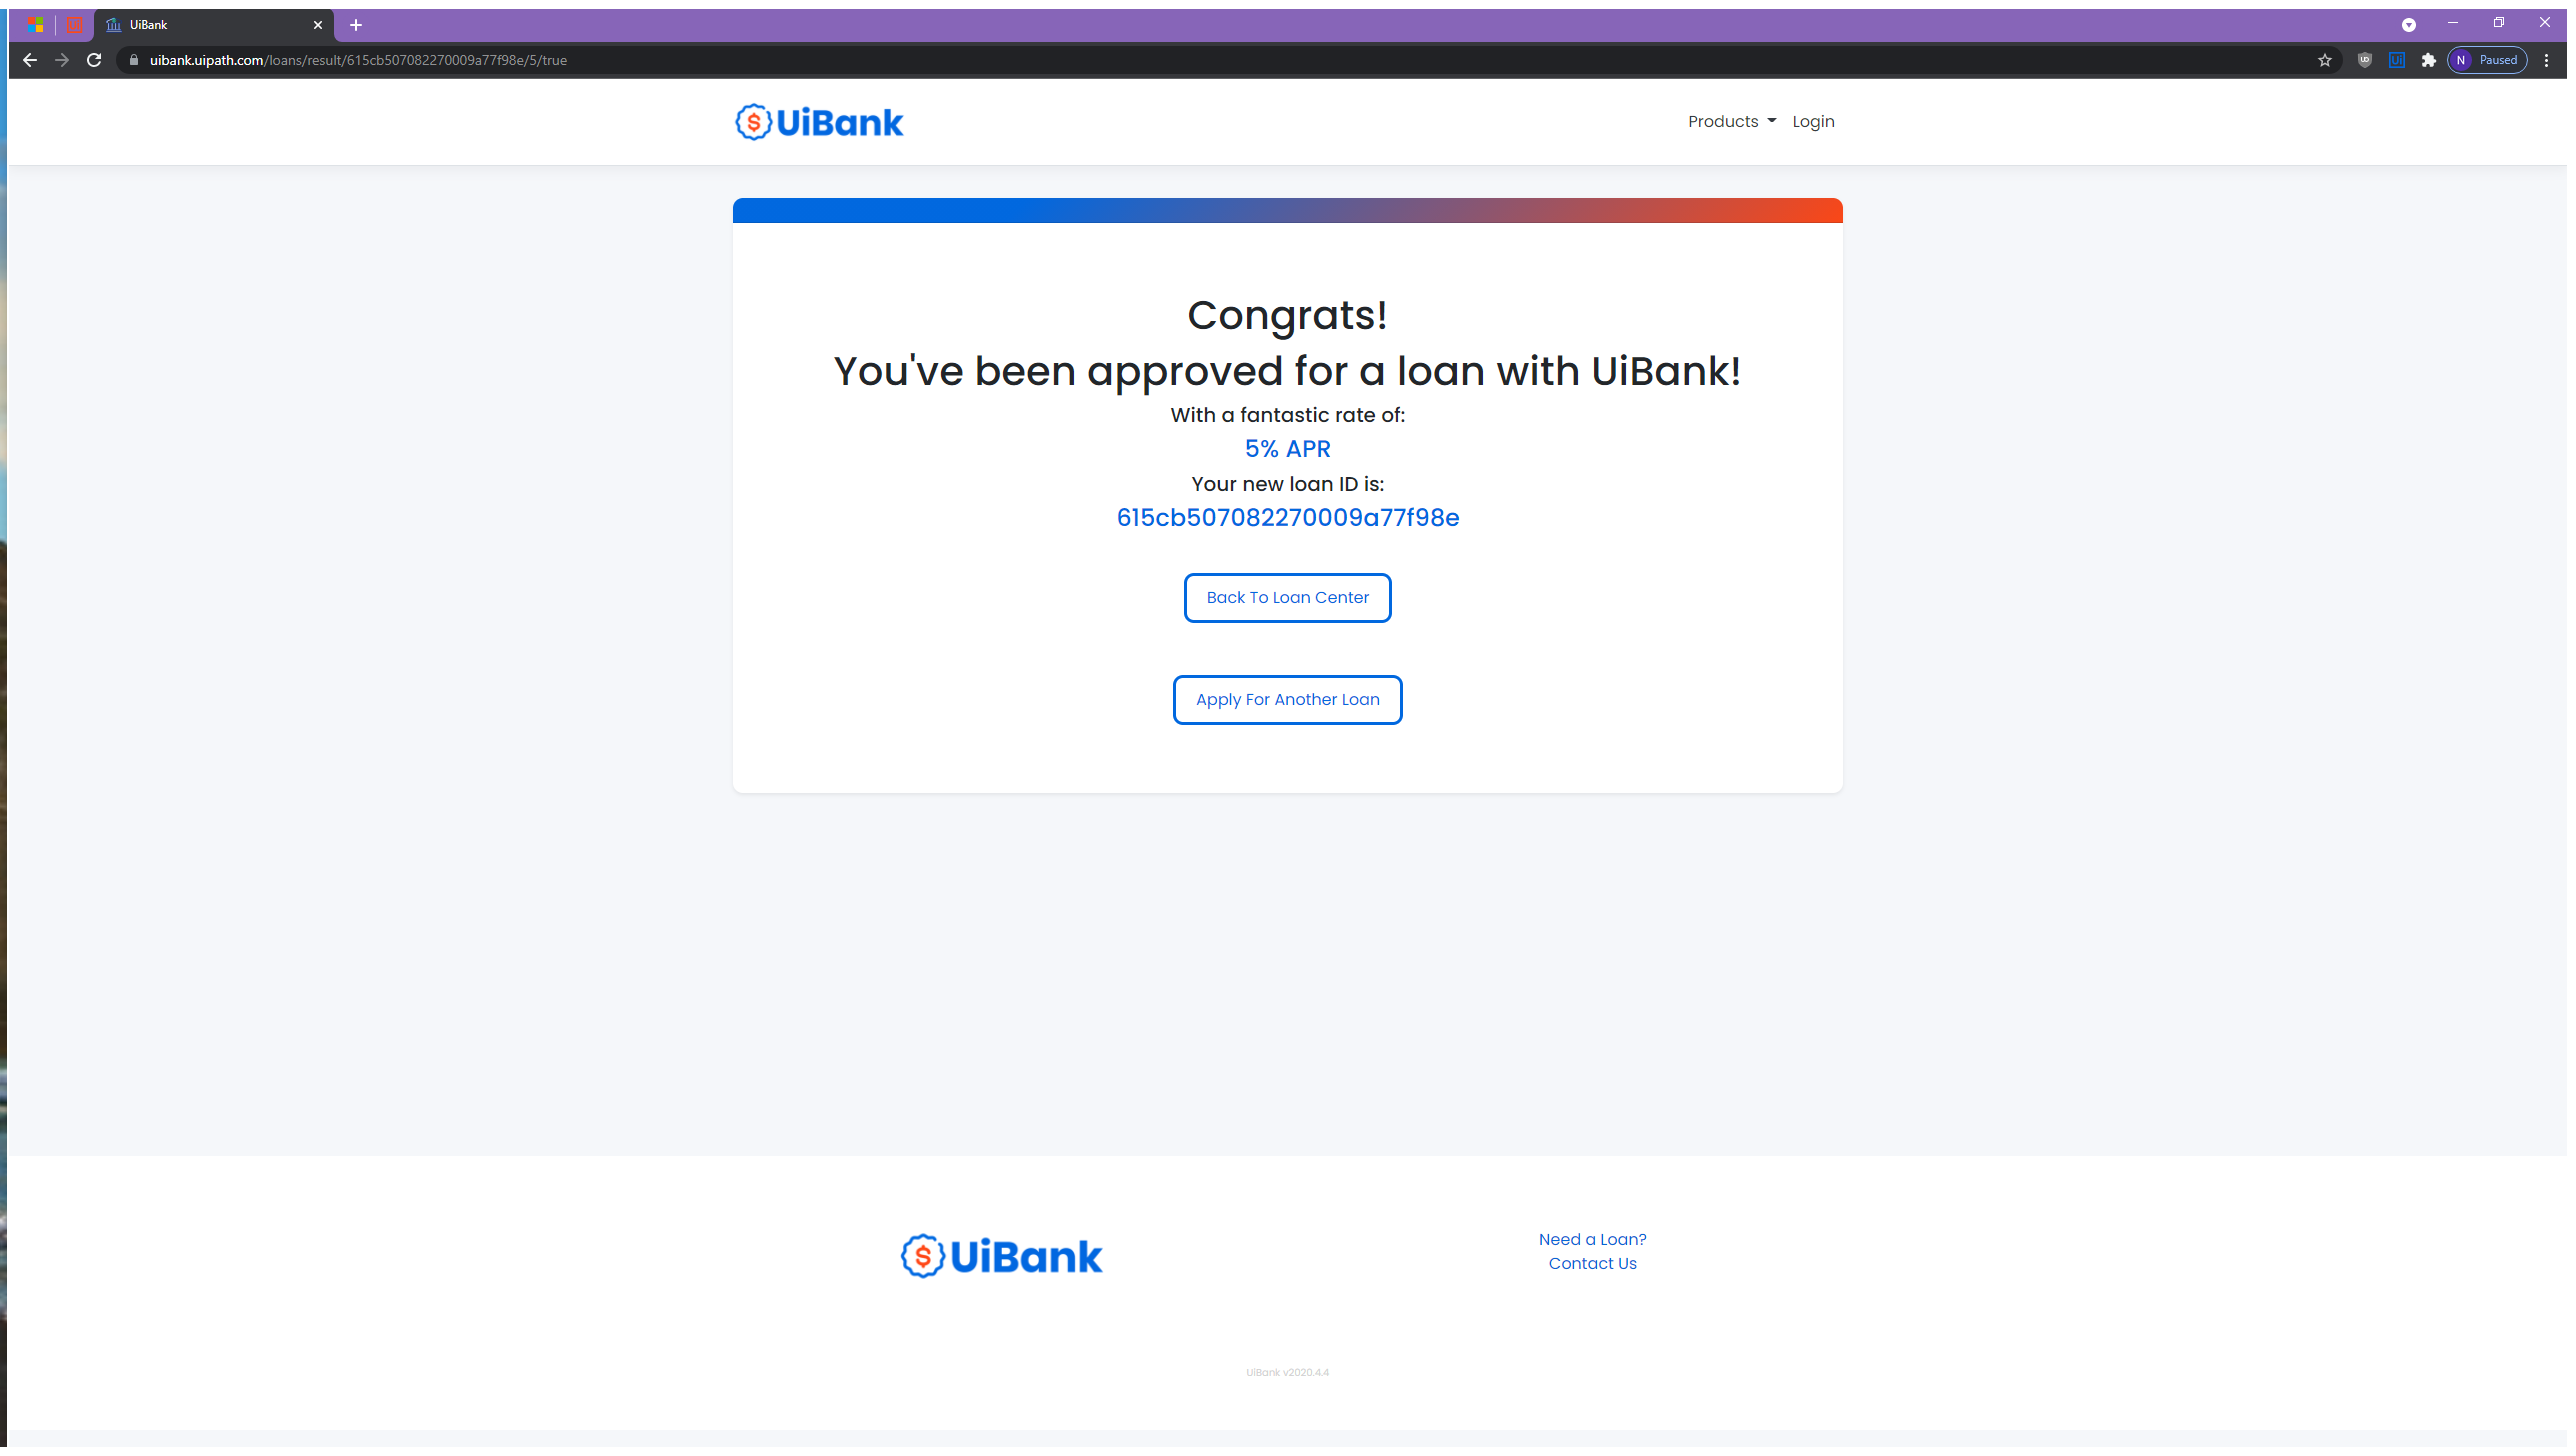 UiBank
uibank.uipath.com/loans/result/615cb507082270009a77f98e/5/true
Ui
N Paused
$ UiBank
Products
Login
Congrats!
You've been approved for a loan with UiBank!
With a fantastic rate of:
5% APR
Your new loan ID is:
615cb507082270009a77f98e
Back To Loan Center
Apply For Another Loan
$ UiBank
Need a Loan?
Contact Us
UiBank v2020.4.4